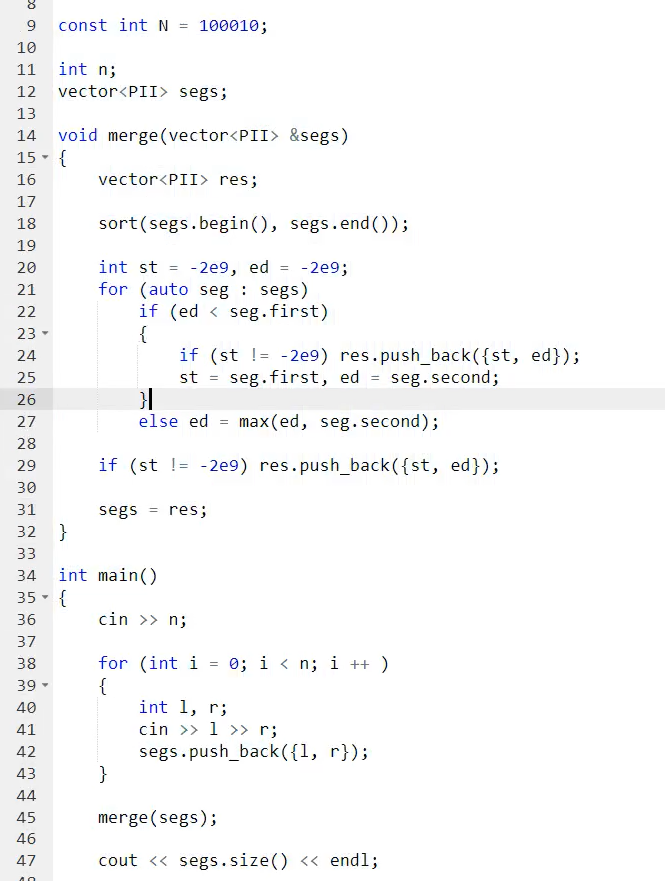 8
9 const int N = 100010;
10
11 int n;
12 vector<PII> segs;
13
14 void merge(vector<PII> &segs)
15 {
16     vector<PII> res;
17
18     sort(segs.begin(), segs.end());
19
20     int st = -2e9, ed = -2e9;
21     for (auto seg : segs)
22         if (ed < seg.first)
23         {
24             if (st != -2e9) res.push_back({st, ed});
25             st = seg.first, ed = seg.second;
26         }
27         else ed = max(ed, seg.second);
28
29     if (st != -2e9) res.push_back({st, ed});
30
31     segs = res;
32 }
33
34 int main()
35 {
36     cin >> n;
37
38     for (int i = 0; i < n; i ++ )
39     {
40         int l, r;
41         cin >> l >> r;
42         segs.push_back({l, r});
43     }
44
45     merge(segs);
46
47     cout << segs.size() << endl;